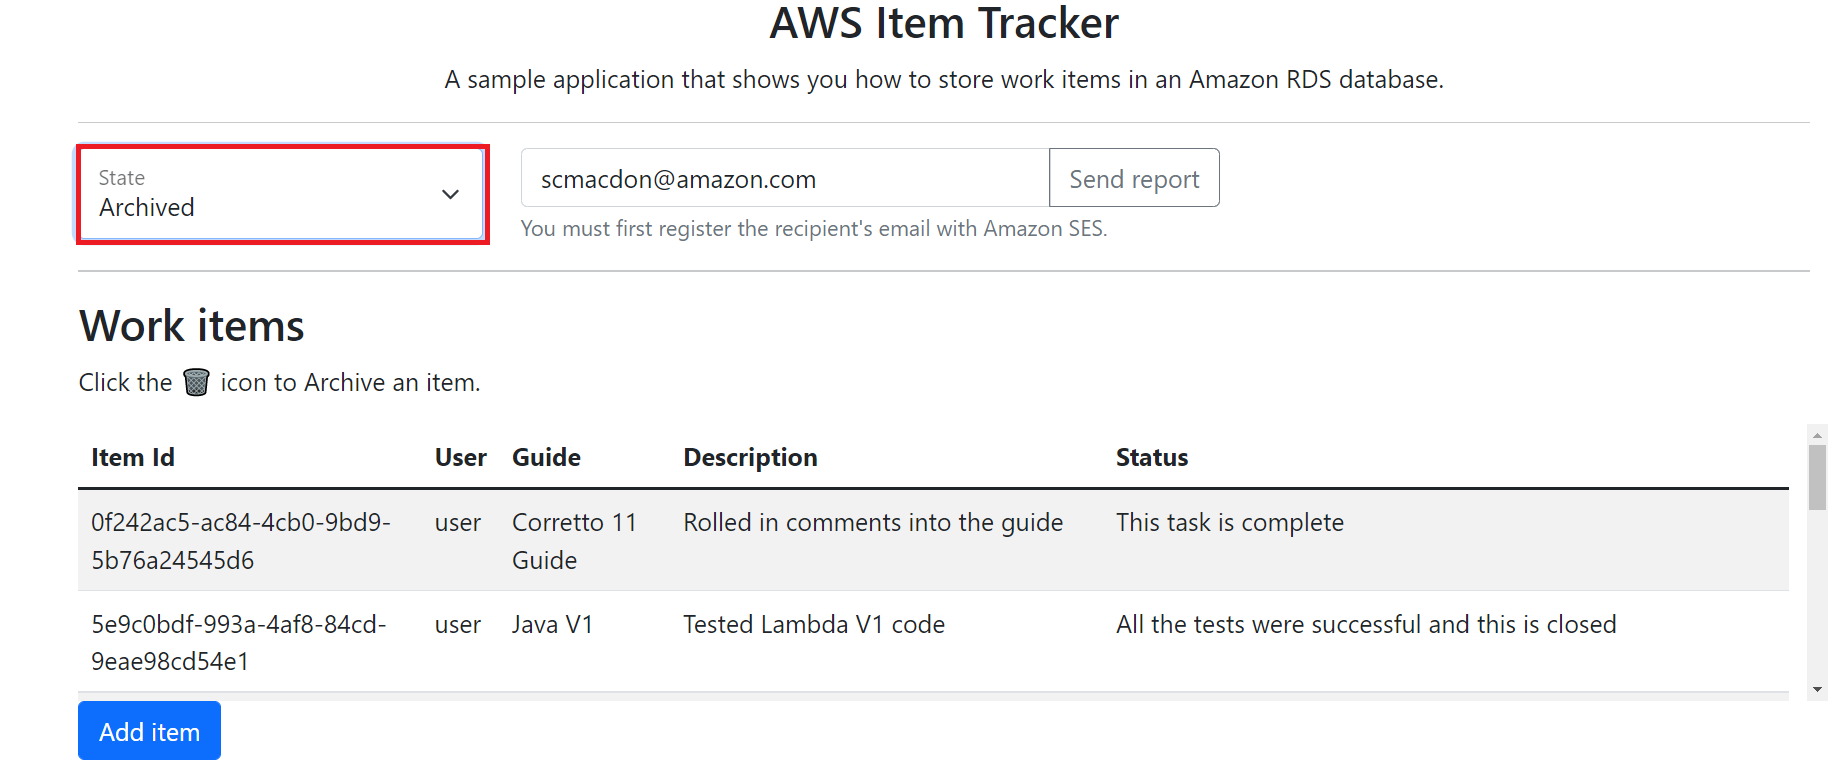 AWS Item Tracker
A sample application that shows you how to store work items in an Amazon RDS database.
State
Archived
scmacdon@amazon.com
Send report
You must first register the recipient's email with Amazon SES.
Work items
Click the 🗑 icon to Archive an item.
Item Id User Guide Description Status
0f242ac5-ac84-4cb0-9bd9- user Corretto 11 Rolled in comments into the guide This task is complete
5b76a24545d6 Guide
5e9c0bdf-993a-4af8-84cd- user Java V1 Tested Lambda V1 code All the tests were successful and this is closed
9eae98cd54e1
Add item